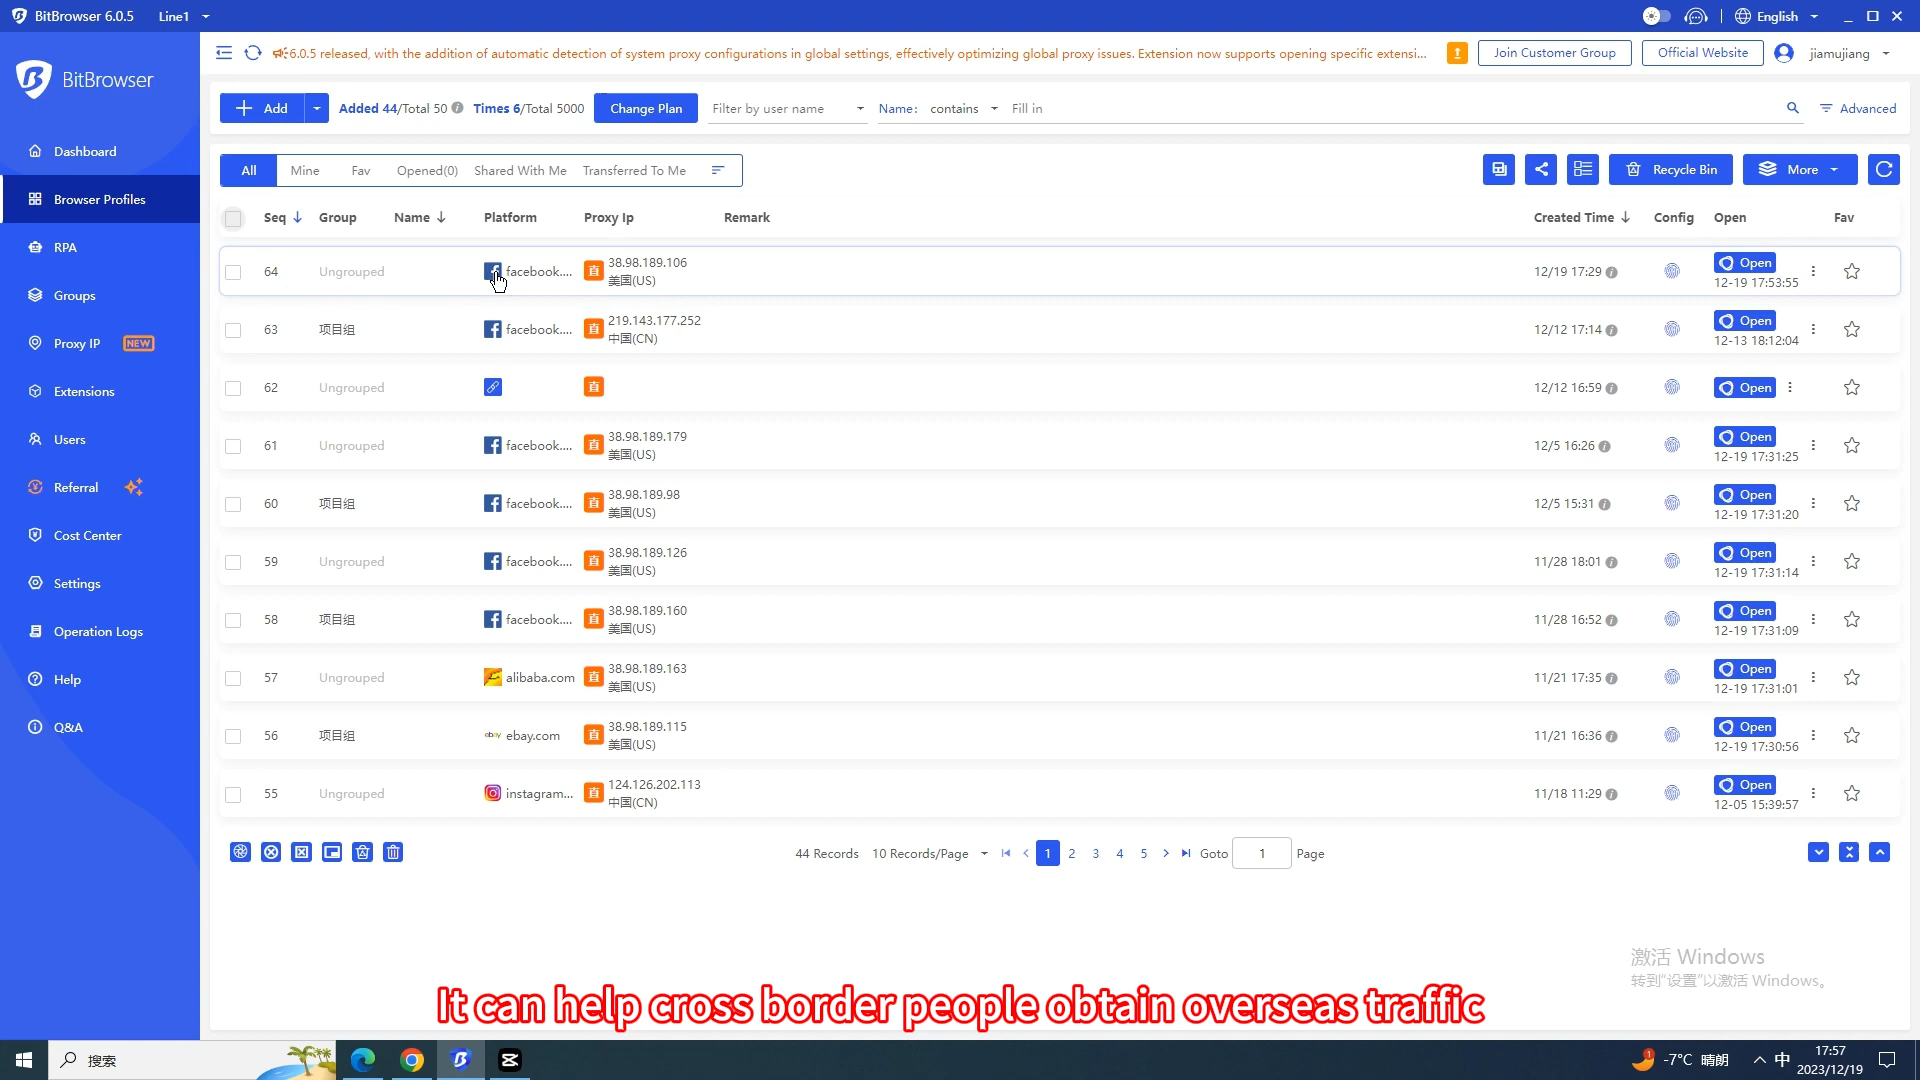 BitBrowser 6.0.5 Line1 English
6.0.5 released, with the addition of automatic detection of system proxy configurations in global settings, effectively optimizing global proxy issues. Extension now supports opening specific extensi... Join Customer Group Official Website jiamujiang
BitBrowser
Dashboard
Browser Profiles
RPA
Groups
Proxy IP NEW
Extensions
Users
Referral
Cost Center
Settings
Operation Logs
Help
Q&A
Add Added 44/Total 50 Times 6/Total 5000 Change Plan Filter by user name Name: contains Fill in Advanced
All Mine Fav Opened(0) Shared With Me Transferred To Me Recycle Bin More
Seq Group Name Platform Proxy Ip Remark Created Time Config Open Fav
64 Ungrouped facebook.... 直 38.98.189.106 12/19 17:29 Open
美国(US) 12-19 17:53:55
63 项目组 facebook.... 直 219.143.177.252 12/12 17:14 Open
中国(CN) 12-13 18:12:04
62 Ungrouped 直 12/12 16:59 Open
61 Ungrouped facebook.... 直 38.98.189.179 12/5 16:26 Open
美国(US) 12-19 17:31:25
60 项目组 facebook.... 直 38.98.189.98 12/5 15:31 Open
美国(US) 12-19 17:31:20
59 Ungrouped facebook.... 直 38.98.189.126 11/28 18:01 Open
美国(US) 12-19 17:31:14
58 项目组 facebook.... 直 38.98.189.160 11/28 16:52 Open
美国(US) 12-19 17:31:09
57 Ungrouped alibaba.com 直 38.98.189.163 11/21 17:35 Open
美国(US) 12-19 17:31:01
56 项目组 ebay ebay.com 直 38.98.189.115 11/21 16:36 Open
美国(US) 12-19 17:30:56
55 Ungrouped instagram... 直 124.126.202.113 11/18 11:29 Open
中国(CN) 12-05 15:39:57
44 Records 10 Records/Page 1 2 3 4 5 Goto 1 Page
激活 Windows
转到"设置"以激活 Windows。
It can help cross border people obtain overseas traffic
搜索 1 -7°C 晴朗 中 17:57
2023/12/19